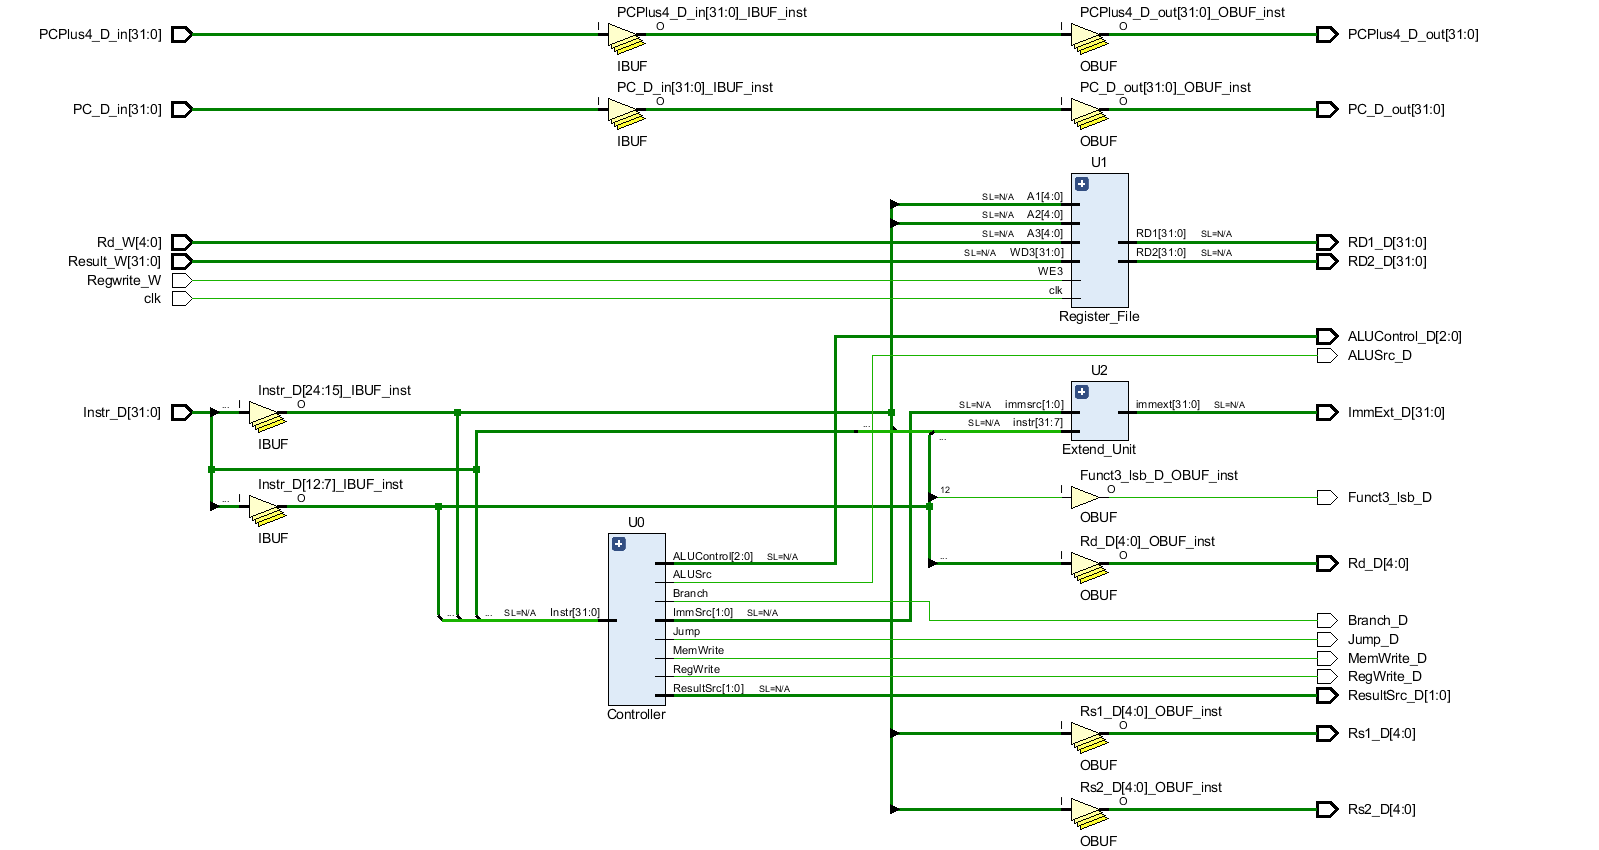 PCPlus4_D_in[31:0]_IBUF_inst
PCPlus4_D_out[31:0]_OBUF_inst
PCPlus4_D_in[31:0]
I
O
I
O
PCPlus4_D_out[31:0]
IBUF
OBUF
PC_D_in[31:0]_IBUF_inst
PC_D_out[31:0]_OBUF_inst
PC_D_in[31:0]
I
O
I
O
PC_D_out[31:0]
IBUF
OBUF
U1
SL=N/A A1[4:0]
SL=N/A A2[4:0]
Rd_W[4:0]
SL=N/A A3[4:0]
RD1[31:0] SL=N/A
RD1_D[31:0]
Result_W[31:0]
SL=N/A WD3[31:0]
RD2[31:0] SL=N/A
RD2_D[31:0]
Regwrite_W
WE3
clk
clk
Register_File
ALUControl_D[2:0]
ALUSrc_D
U2
Instr_D[24:15]_IBUF_inst
Instr_D[31:0]
...
I
O
SL=N/A immsrc[1:0]
immext[31:0] SL=N/A
ImmExt_D[31:0]
...
SL=N/A instr[31:7]
...
IBUF
Extend_Unit
Instr_D[12:7]_IBUF_inst
Funct3_lsb_D_OBUF_inst
...
I
O
12
I
O
Funct3_lsb_D
IBUF
OBUF
U0
Rd_D[4:0]_OBUF_inst
ALUControl[2:0] SL=N/A
...
I
O
Rd_D[4:0]
ALUSrc
OBUF
Branch
... ... SL=N/A Instr[31:0]
ImmSrc[1:0] SL=N/A
Branch_D
Jump
Jump_D
MemWrite
MemWrite_D
RegWrite
RegWrite_D
ResultSrc[1:0] SL=N/A
ResultSrc_D[1:0]
Controller
Rs1_D[4:0]_OBUF_inst
I
O
Rs1_D[4:0]
OBUF
Rs2_D[4:0]_OBUF_inst
I
O
Rs2_D[4:0]
OBUF